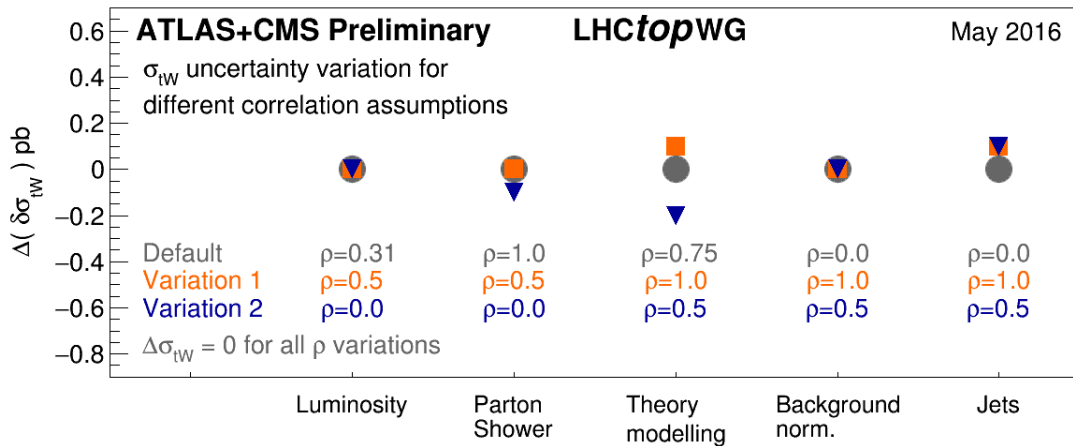 ATLAS+CMS Preliminary LHCtopWG May 2016
σtW uncertainty variation for
different correlation assumptions
Δ( δσtW ) pb
0.6
0.4
0.2
0
−0.2
−0.4
−0.6
−0.8
Default ρ=0.31 ρ=1.0 ρ=0.75 ρ=0.0 ρ=0.0
Variation 1 ρ=0.5 ρ=0.5 ρ=1.0 ρ=1.0 ρ=1.0
Variation 2 ρ=0.0 ρ=0.0 ρ=0.5 ρ=0.5 ρ=0.5
ΔσtW = 0 for all ρ variations
Luminosity
Parton
Shower
Theory
modelling
Background
norm.
Jets